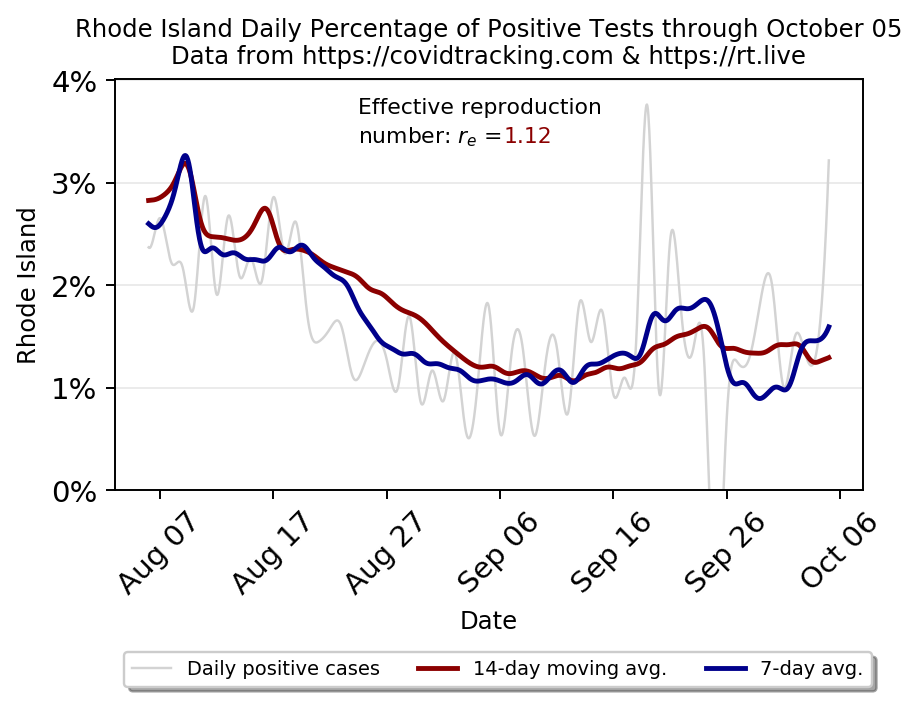 Rhode Island Daily Percentage of Positive Tests through October 05
Data from https://covidtracking.com & https://rt.live
4%
Effective reproduction
number: rₑ =1.12
3%
2%
1%
0%
Rhode Island
Aug 07
Aug 17
Aug 27
Sep 06
Sep 16
Sep 26
Oct 06
Date
Daily positive cases
14-day moving avg.
7-day avg.